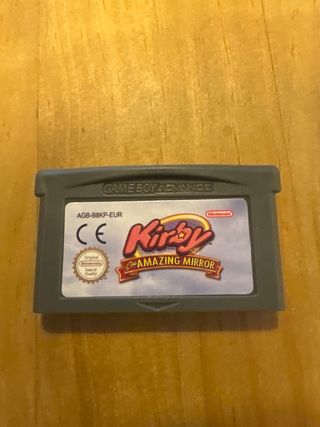 GAME BOY ADVANCE
AGB-B8KP-EUR
Nintendo
CE
Kirby
& The AMAZING MIRROR
Original
Nintendo
Seal of
Quality